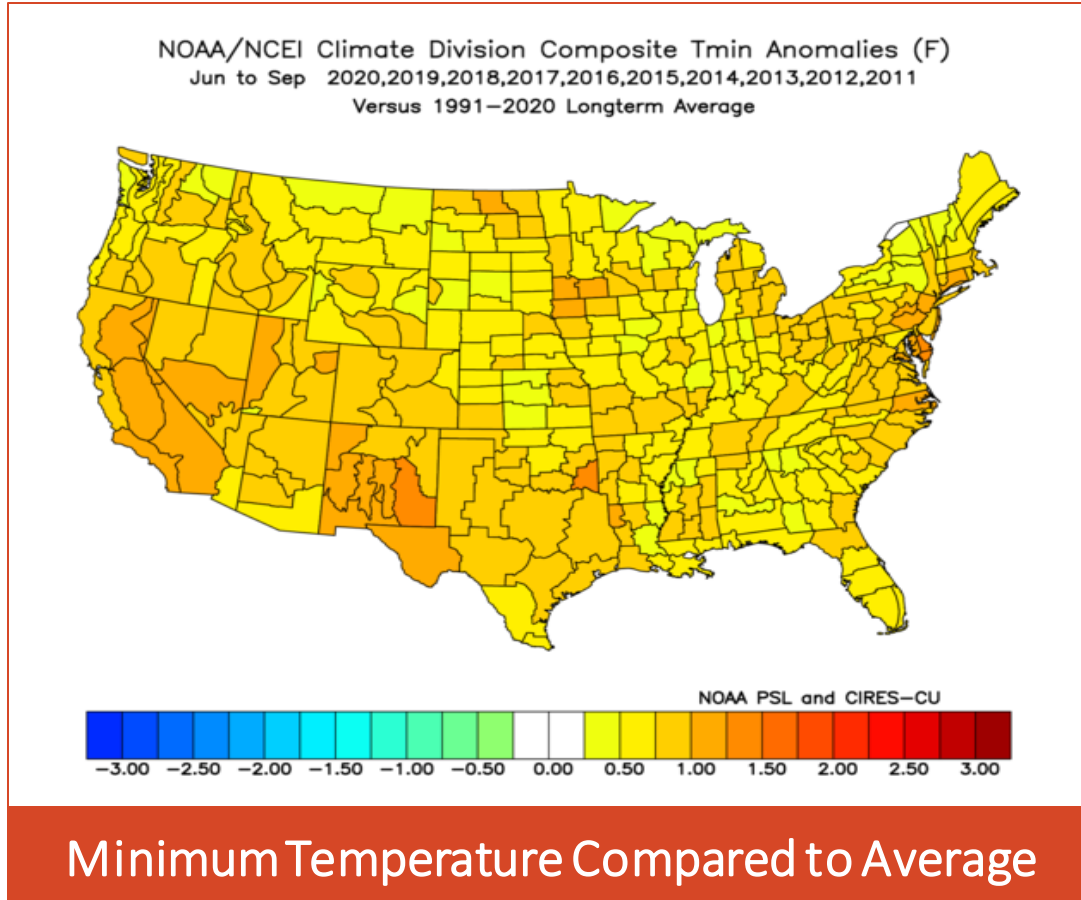 NOAA/NCEI Climate Division Composite Tmin Anomalies (F)
Jun to Sep 2020,2019,2018,2017,2016,2015,2014,2013,2012,2011
Versus 1991-2020 Longterm Average
NOAA PSL and CIRES-CU
-3.00 -2.50 -2.00 -1.50 -1.00 -0.50 0.00 0.50 1.00 1.50 2.00 2.50 3.00
Minimum Temperature Compared to Average